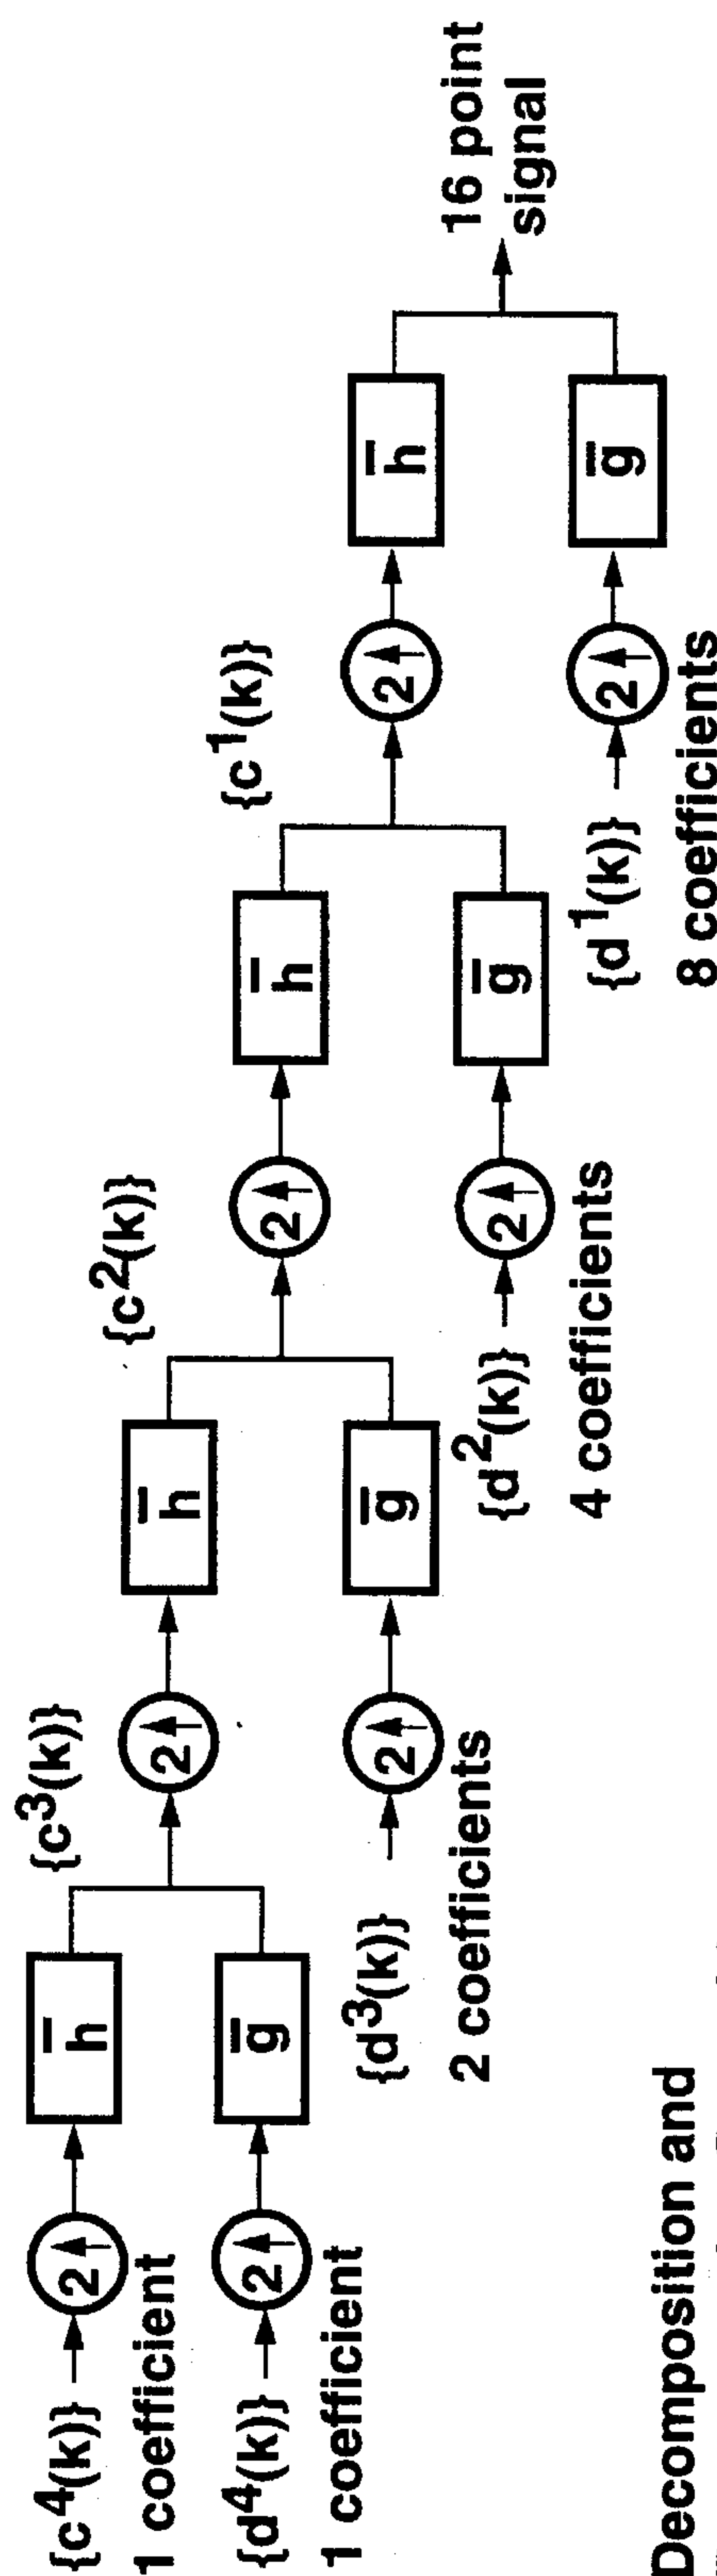 {c⁴(k)}
1 coefficient
2↑
h̅
{d⁴(k)}
1 coefficient
2↑
g̅
{c³(k)}
2↑
h̅
{d³(k)}
2 coefficients
2↑
g̅
{c²(k)}
2↑
h̅
{d²(k)}
4 coefficients
2↑
g̅
{c¹(k)}
2↑
h̅
{d¹(k)}
8 coefficients
2↑
g̅
16 point
signal
Decomposition and